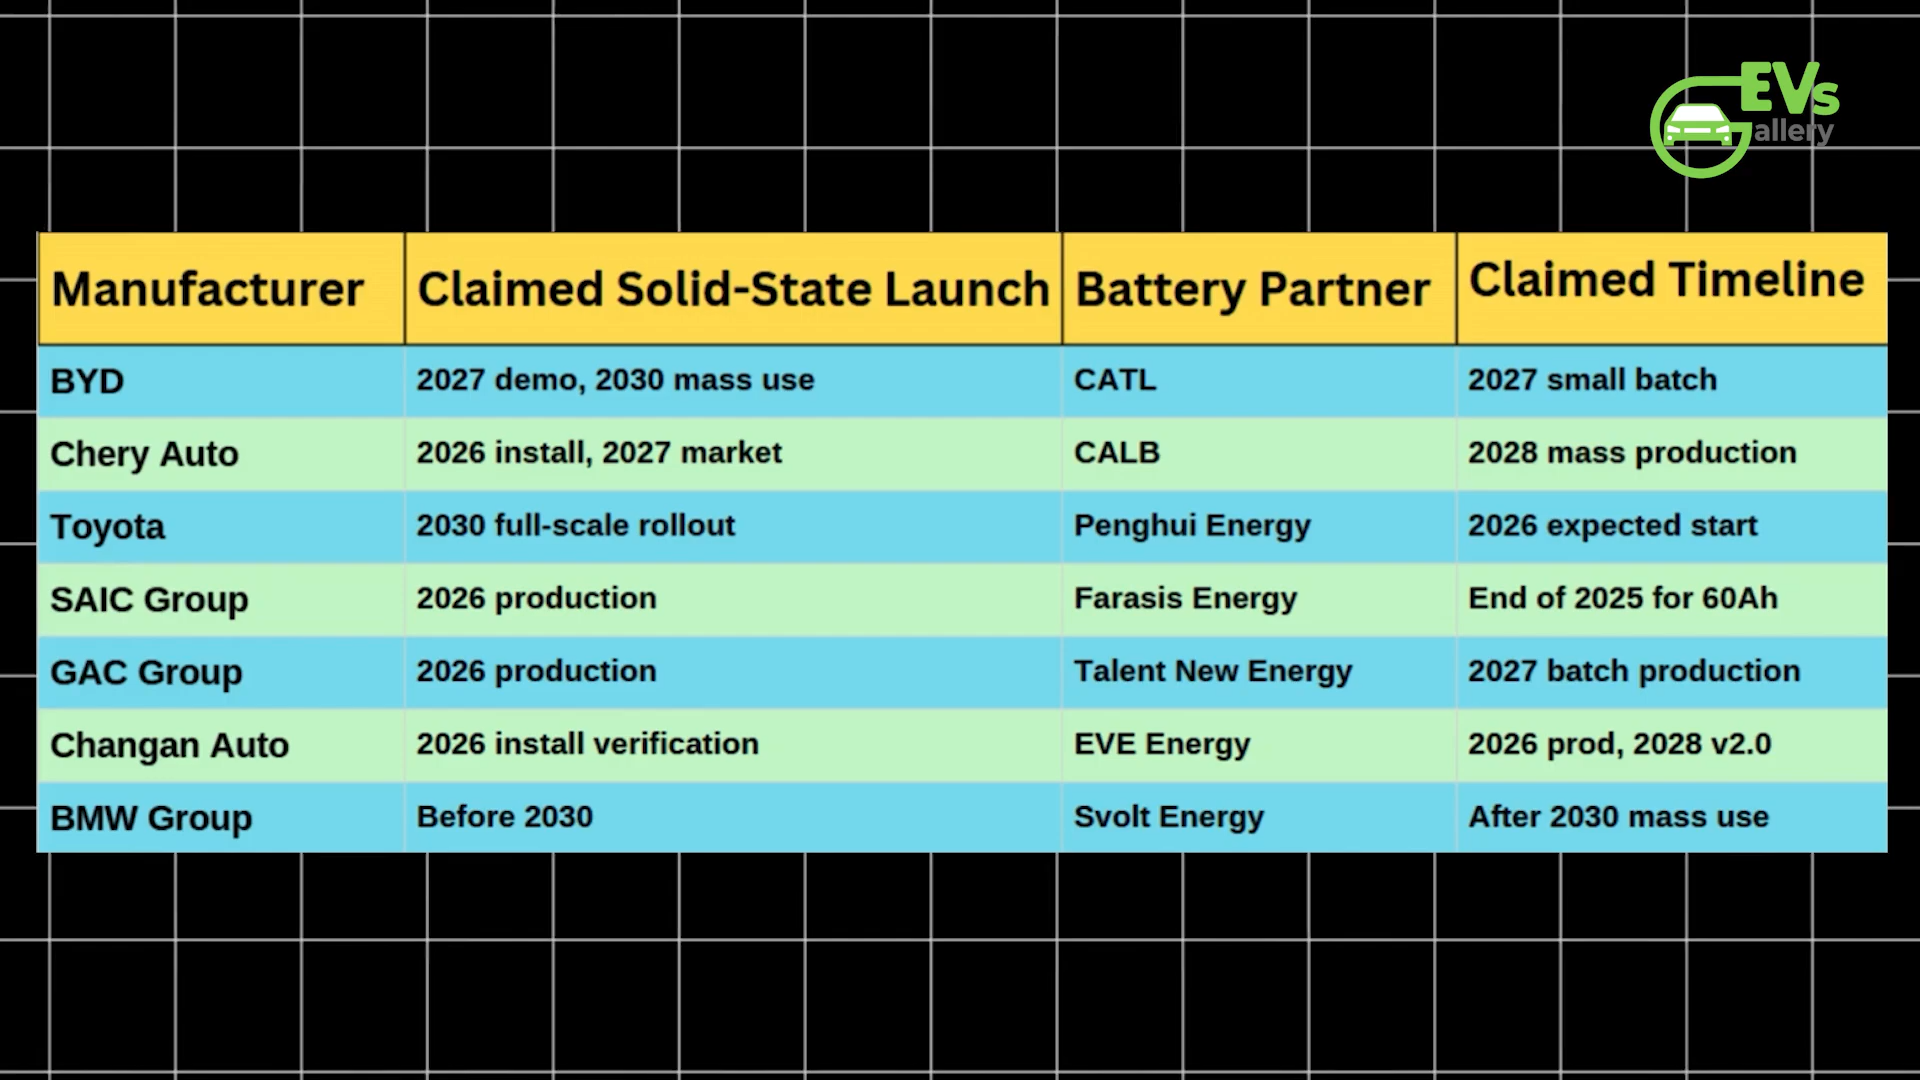 EVs
allery
Manufacturer Claimed Solid-State Launch Battery Partner Claimed Timeline
BYD 2027 demo, 2030 mass use CATL 2027 small batch
Chery Auto 2026 install, 2027 market CALB 2028 mass production
Toyota 2030 full-scale rollout Penghui Energy 2026 expected start
SAIC Group 2026 production Farasis Energy End of 2025 for 60Ah
GAC Group 2026 production Talent New Energy 2027 batch production
Changan Auto 2026 install verification EVE Energy 2026 prod, 2028 v2.0
BMW Group Before 2030 Svolt Energy After 2030 mass use